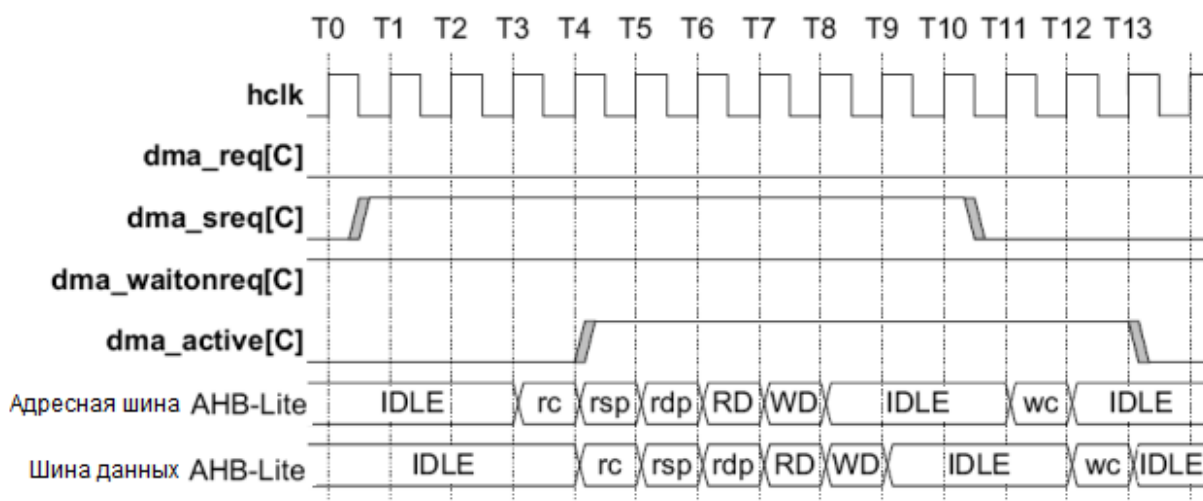 T0 T1 T2 T3 T4 T5 T6 T7 T8 T9 T10 T11 T12 T13
hclk
dma_req[C]
dma_sreq[C]
dma_waitonreq[C]
dma_active[C]
Адресная шина AHB-Lite IDLE rc rsp rdp RD WD IDLE wc IDLE
Шина данных AHB-Lite IDLE rc rsp rdp RD WD IDLE wc IDLE